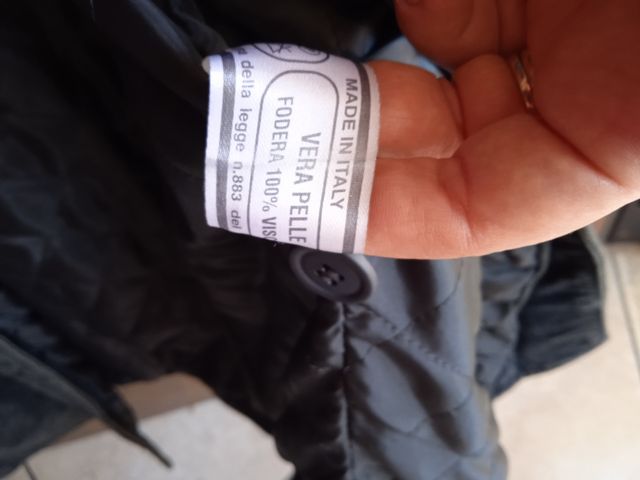 MADE IN ITALY
VERA PELLE
FODERA 100% VIS
della legge n.883 del